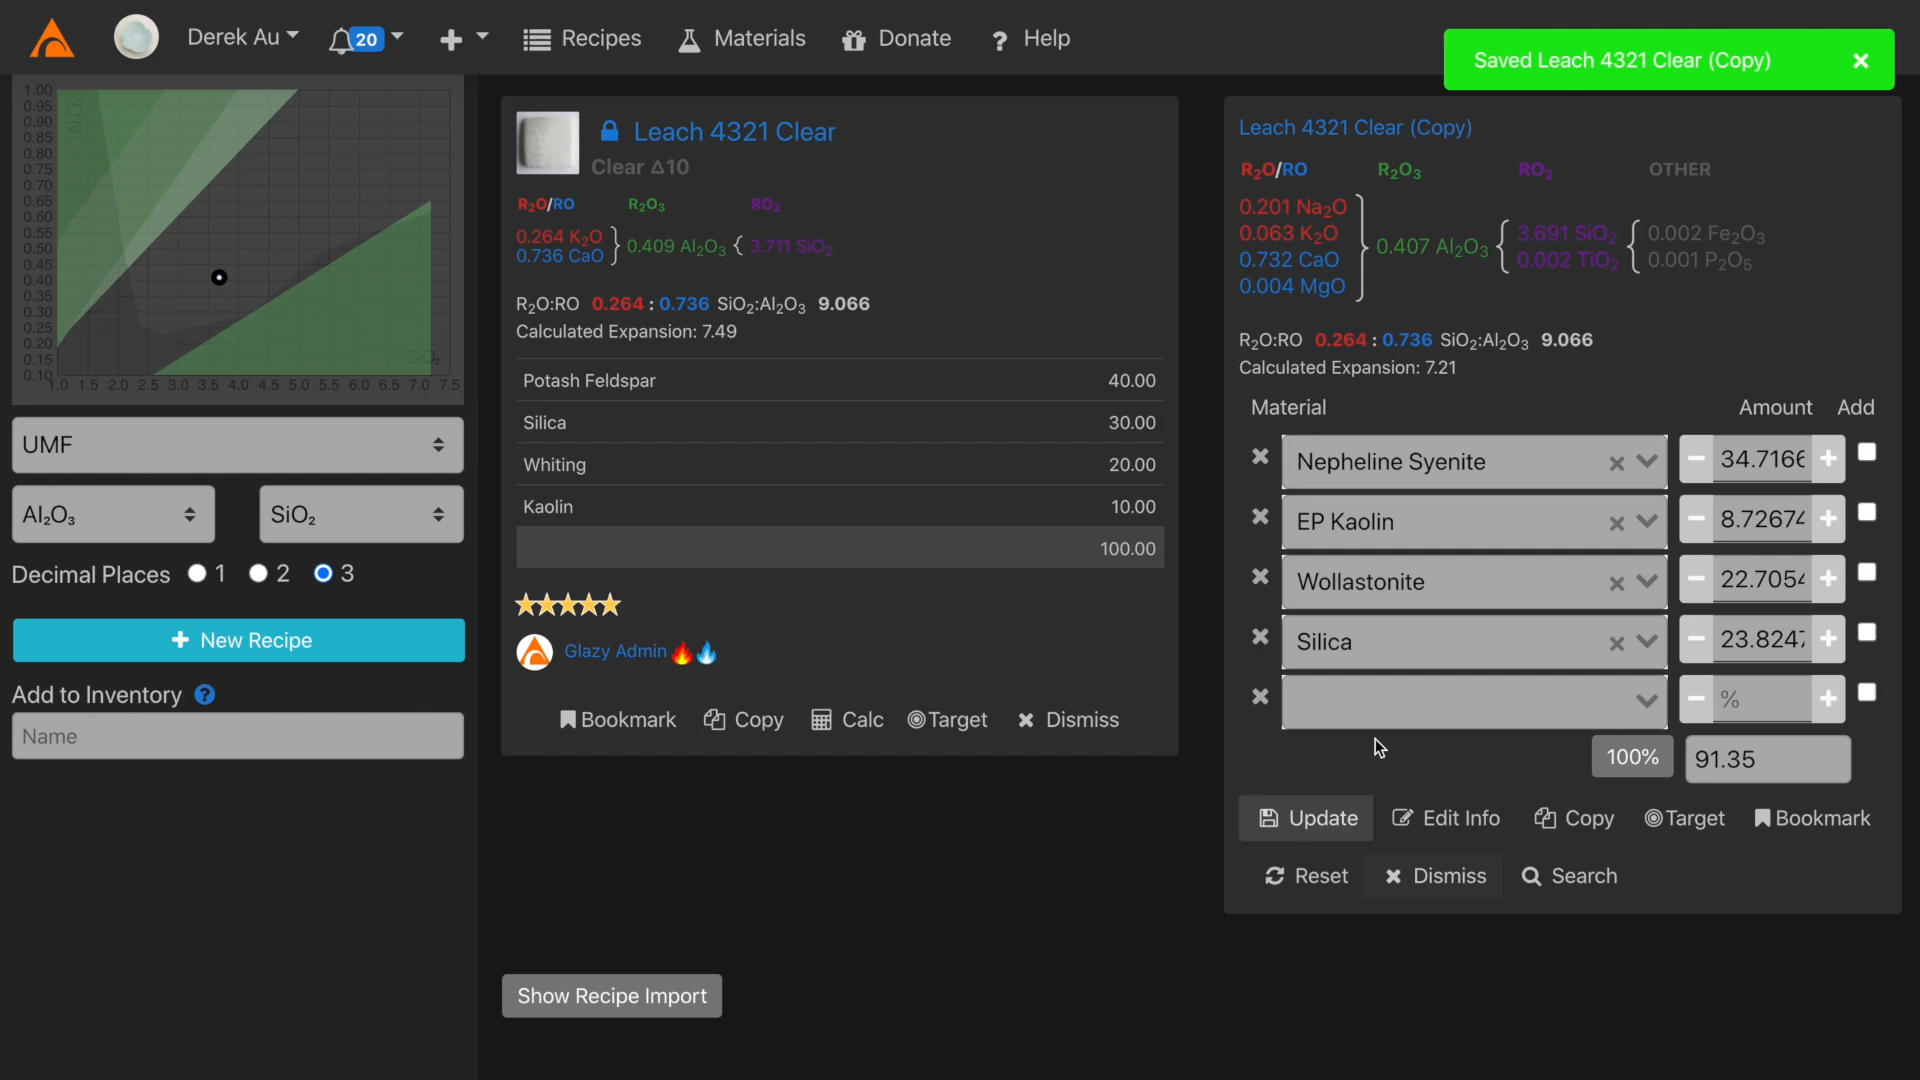 Derek Au
20
Recipes
Materials
Donate
? Help
Saved Leach 4321 Clear (Copy)
1.00
0.95
0.90
0.85
0.80
0.75
0.70
0.65
0.60
0.55
0.50
0.45
0.40
0.35
0.30
0.25
0.20
0.15
0.10
Al₂O₃
SiO₂
1.0 1.5 2.0 2.5 3.0 3.5 4.0 4.5 5.0 5.5 6.0 6.5 7.0 7.5
UMF
Al₂O₃
SiO₂
Decimal Places 1 2 3
+ New Recipe
Add to Inventory ?
Name
Leach 4321 Clear
Clear Δ10
R₂O/RO R₂O₃ RO₂
0.264 K₂O
0.736 CaO
0.409 Al₂O₃
3.711 SiO₂
R₂O:RO 0.264 : 0.736 SiO₂:Al₂O₃ 9.066
Calculated Expansion: 7.49
Potash Feldspar 40.00
Silica 30.00
Whiting 20.00
Kaolin 10.00
100.00
Glazy Admin
Bookmark Copy Calc Target Dismiss
Show Recipe Import
Leach 4321 Clear (Copy)
R₂O/RO R₂O₃ RO₂ OTHER
0.201 Na₂O
0.063 K₂O
0.732 CaO
0.004 MgO
0.407 Al₂O₃
3.691 SiO₂
0.002 TiO₂
0.002 Fe₂O₃
0.001 P₂O₅
R₂O:RO 0.264 : 0.736 SiO₂:Al₂O₃ 9.066
Calculated Expansion: 7.21
Material Amount Add
Nepheline Syenite 34.7166
EP Kaolin 8.72674
Wollastonite 22.7054
Silica 23.8247
%
100% 91.35
Update Edit Info Copy Target Bookmark
Reset Dismiss Search